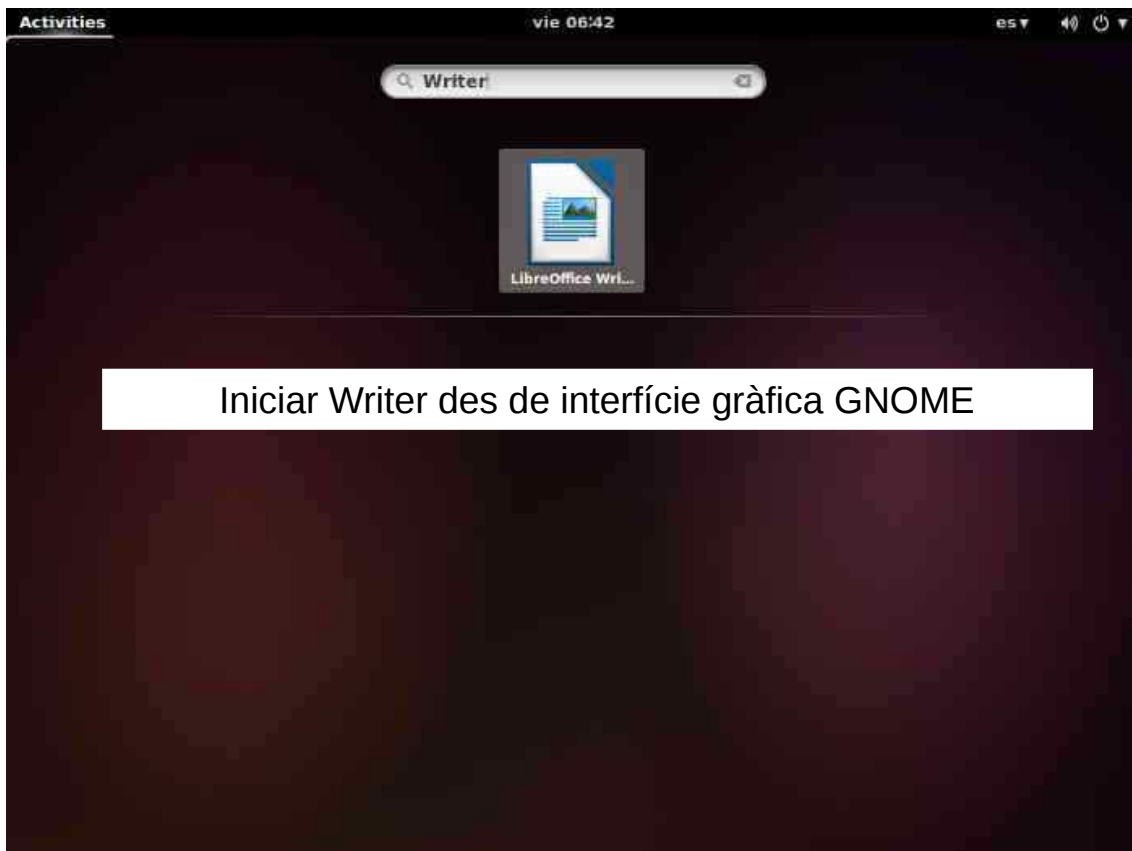 Activities
vie 06:42
es
Writer
LibreOffice Wri...
Iniciar Writer des de interfície gràfica GNOME